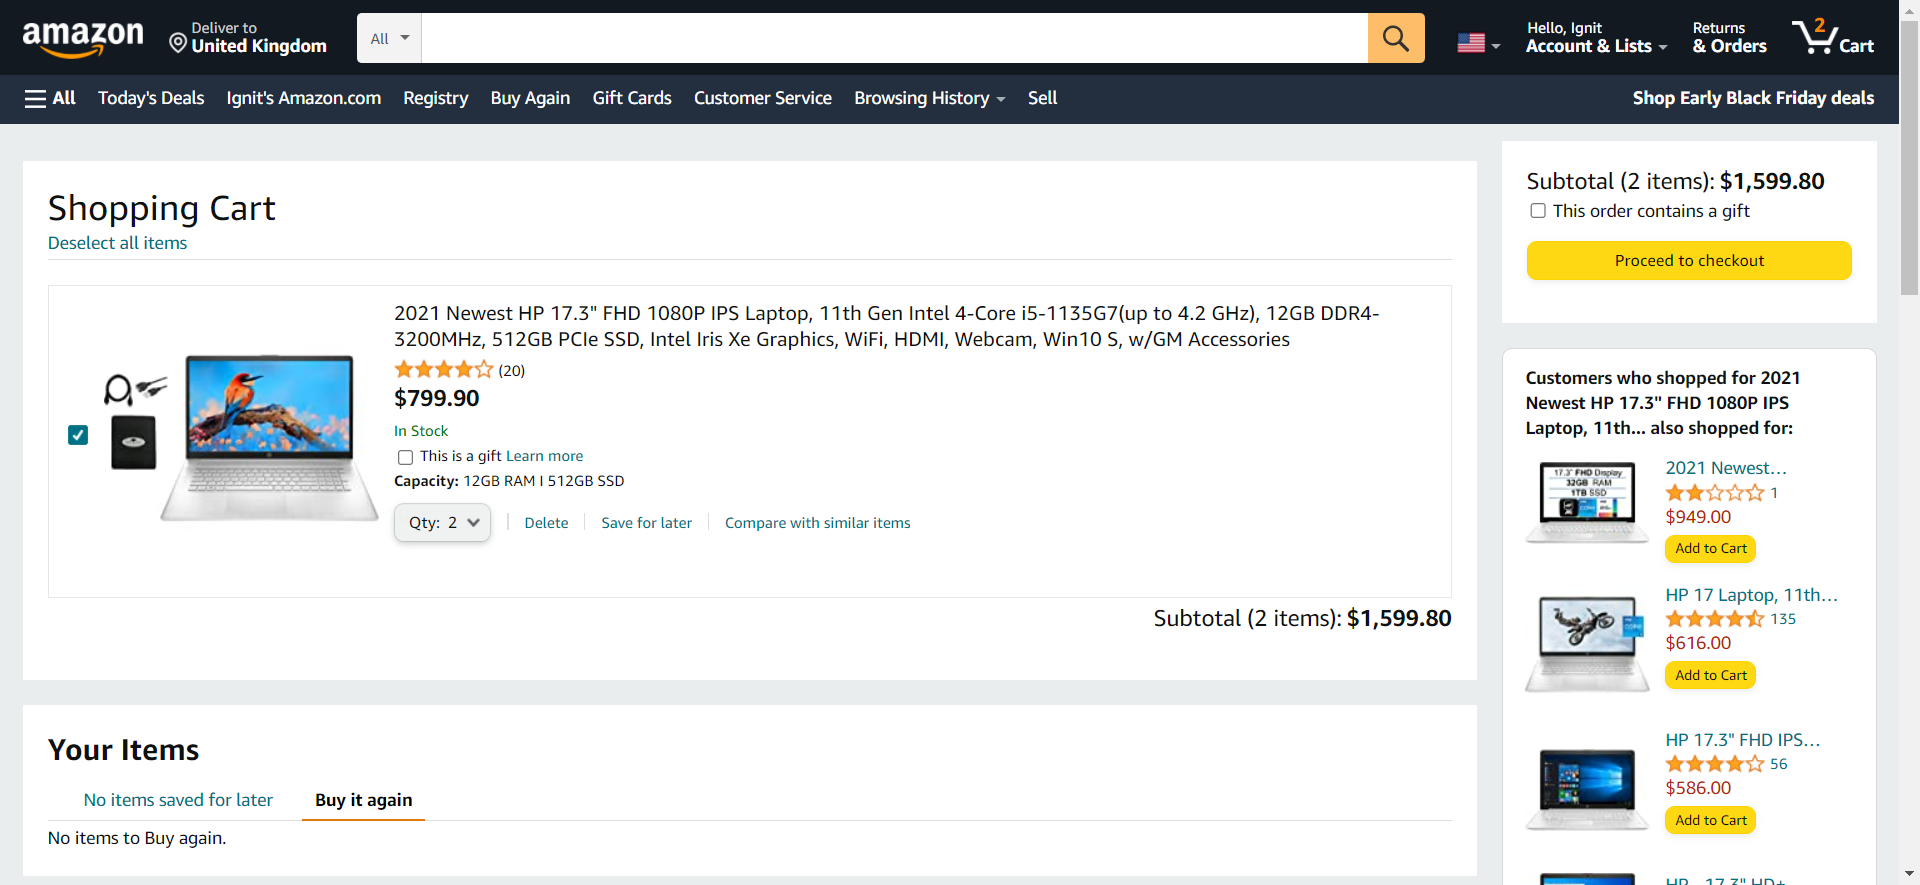 amazon
Deliver to
United Kingdom
All
Hello, Ignit
Account & Lists
Returns
& Orders
2
Cart
All
Today's Deals
Ignit's Amazon.com
Registry
Buy Again
Gift Cards
Customer Service
Browsing History
Sell
Shop Early Black Friday deals
Shopping Cart
Deselect all items
2021 Newest HP 17.3" FHD 1080P IPS Laptop, 11th Gen Intel 4-Core i5-1135G7(up to 4.2 GHz), 12GB DDR4-
3200MHz, 512GB PCIe SSD, Intel Iris Xe Graphics, WiFi, HDMI, Webcam, Win10 S, w/GM Accessories
(20)
$799.90
In Stock
This is a gift Learn more
Capacity: 12GB RAM I 512GB SSD
Qty: 2
Delete
Save for later
Compare with similar items
Subtotal (2 items): $1,599.80
Your Items
No items saved for later
Buy it again
No items to Buy again.
Subtotal (2 items): $1,599.80
This order contains a gift
Proceed to checkout
Customers who shopped for 2021
Newest HP 17.3" FHD 1080P IPS
Laptop, 11th... also shopped for:
17.3" FHD Display
32GB RAM
1TB SSD
2021 Newest...
1
$949.00
Add to Cart
HP 17 Laptop, 11th...
135
$616.00
Add to Cart
HP 17.3" FHD IPS...
56
$586.00
Add to Cart
HP - 17.3" HD+